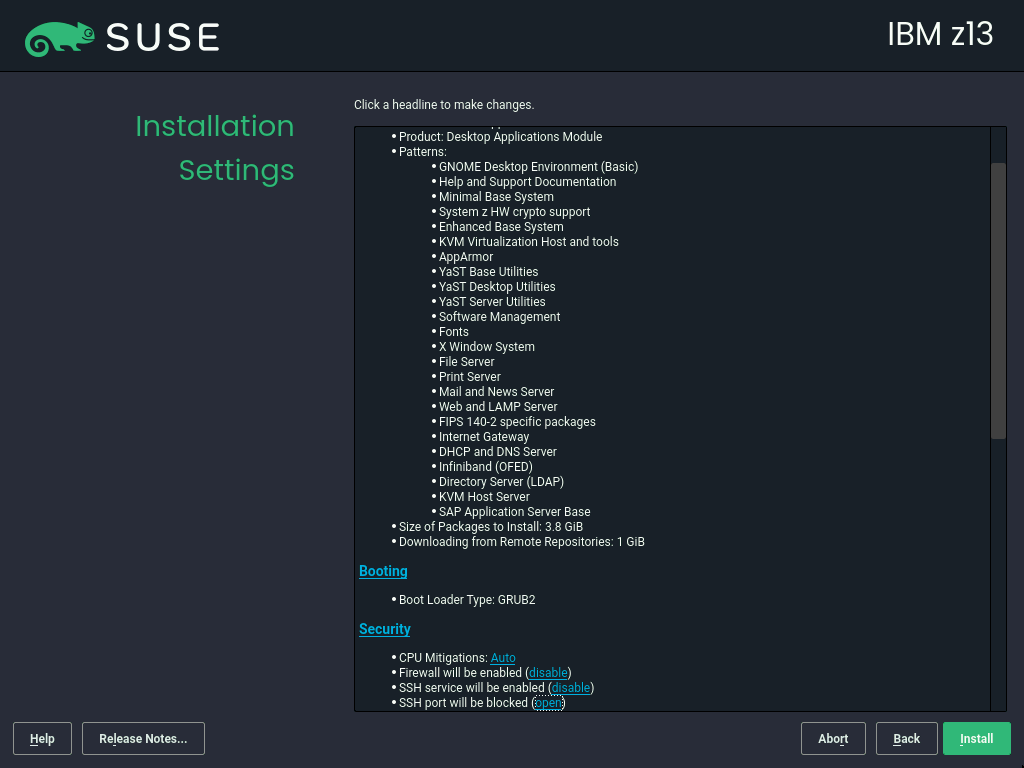 SUSE
IBM z13
Installation
Settings
Click a headline to make changes.
• Product: Desktop Applications Module
• Patterns:
• GNOME Desktop Environment (Basic)
• Help and Support Documentation
• Minimal Base System
• System z HW crypto support
• Enhanced Base System
• KVM Virtualization Host and tools
• AppArmor
• YaST Base Utilities
• YaST Desktop Utilities
• YaST Server Utilities
• Software Management
• Fonts
• X Window System
• File Server
• Print Server
• Mail and News Server
• Web and LAMP Server
• FIPS 140-2 specific packages
• Internet Gateway
• DHCP and DNS Server
• Infiniband (OFED)
• Directory Server (LDAP)
• KVM Host Server
• SAP Application Server Base
• Size of Packages to Install: 3.8 GiB
• Downloading from Remote Repositories: 1 GiB
Booting
• Boot Loader Type: GRUB2
Security
• CPU Mitigations: Auto
• Firewall will be enabled (disable)
• SSH service will be enabled (disable)
• SSH port will be blocked (open)
Help
Release Notes...
Abort
Back
Install